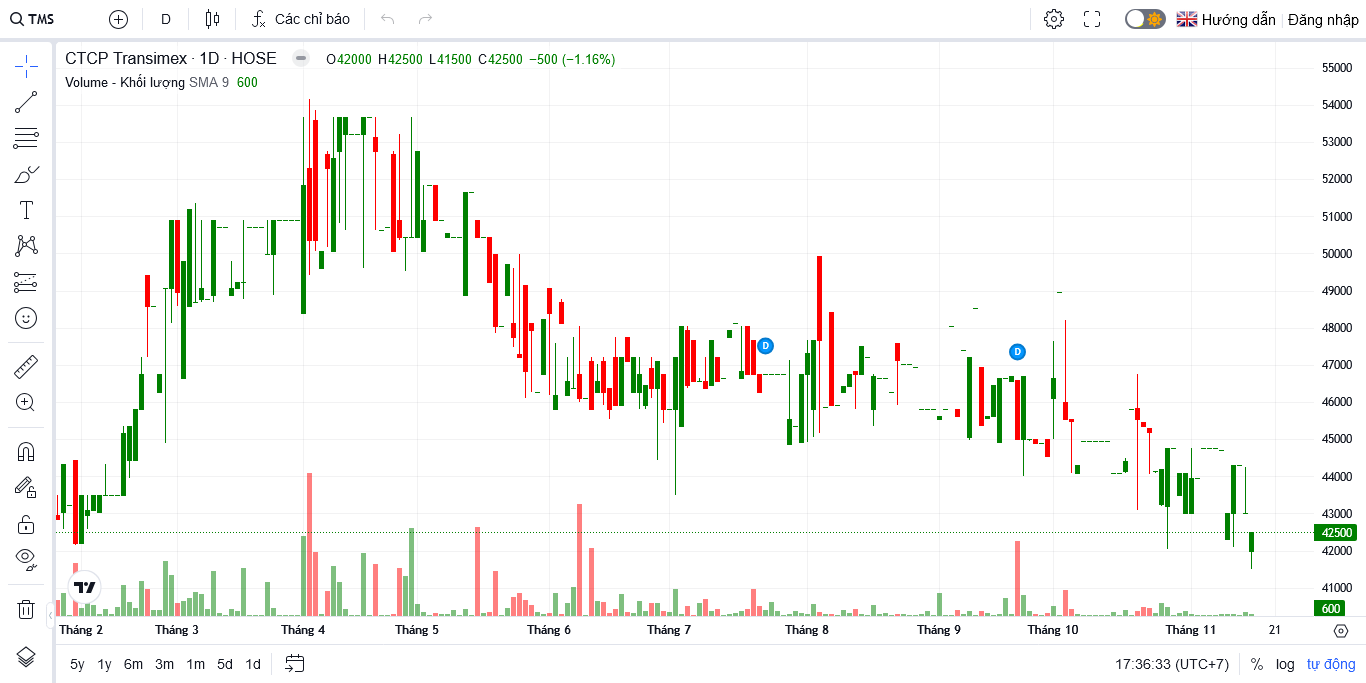 TMS D Các chỉ báo Hướng dẫn Đăng nhập
CTCP Transimex · 1D · HOSE O42000 H42500 L41500 C42500 −500 (−1.16%)
Volume - Khối lượng SMA 9 600
55000
54000
53000
52000
51000
50000
49000
48000
47000
46000
45000
44000
43000
42500
42000
41000
600
D
D
Tháng 2 Tháng 3 Tháng 4 Tháng 5 Tháng 6 Tháng 7 Tháng 8 Tháng 9 Tháng 10 Tháng 11 21
5y 1y 6m 3m 1m 5d 1d 17:36:33 (UTC+7) % log tự động